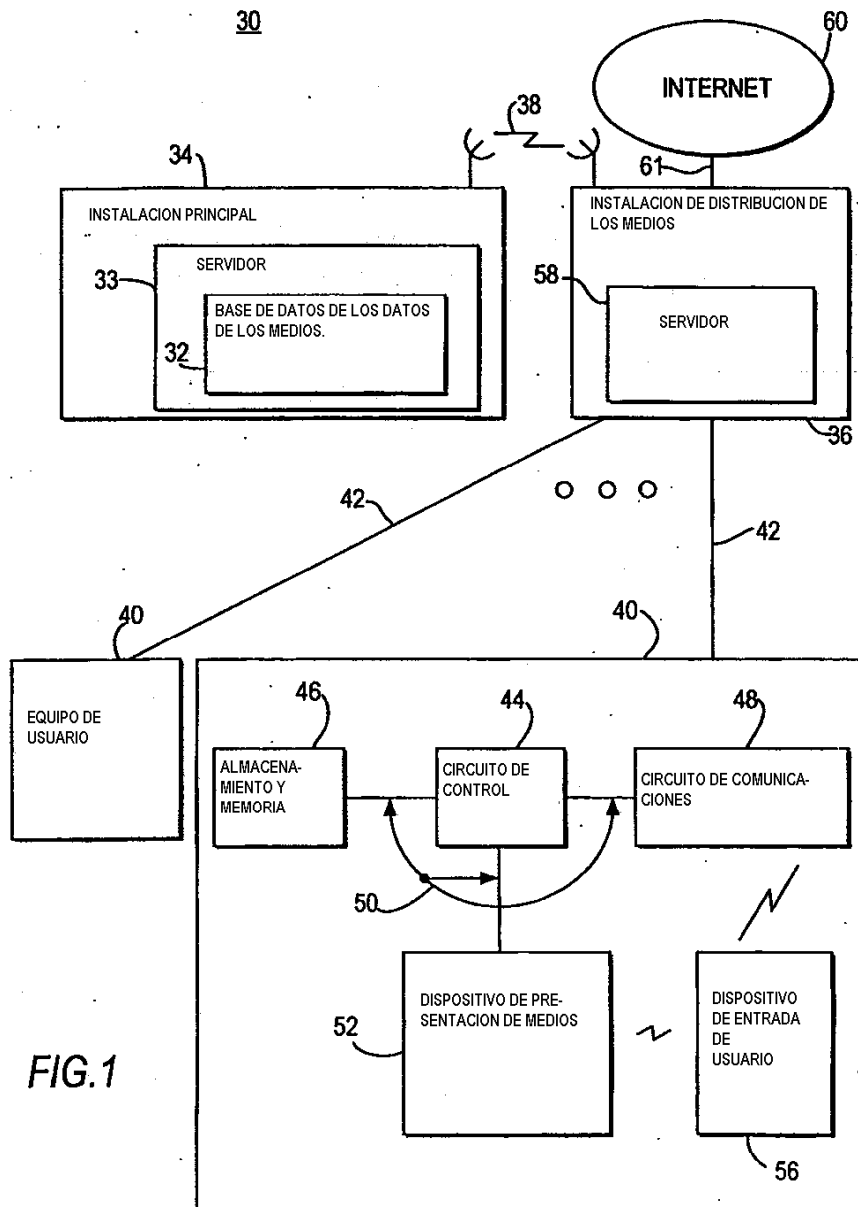 30
60
INTERNET
38
34
61
INSTALACION PRINCIPAL
INSTALACION DE DISTRIBUCION DE
LOS MEDIOS
SERVIDOR
33
58
BASE DE DATOS DE LOS DATOS
DE LOS MEDIOS.
SERVIDOR
32
36
42
42
40
40
EQUIPO DE
USUARIO
46
44
48
ALMACENA-
MIENTO Y
MEMORIA
CIRCUITO DE
CONTROL
CIRCUITO DE COMUNICA-
CIONES
50
DISPOSITIVO DE PRE-
SENTACION DE MEDIOS
DISPOSITIVO
DE ENTRADA
DE
USUARIO
52
FIG.1
56